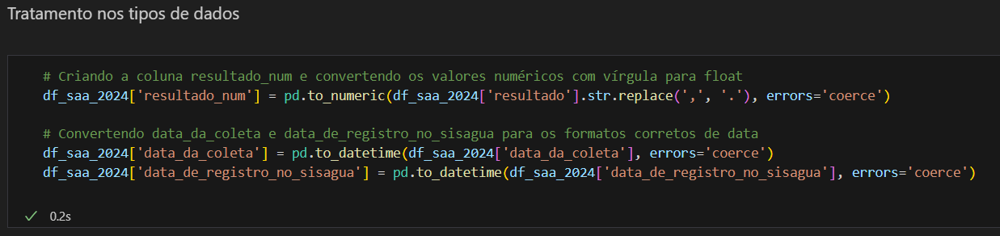 Tratamento nos tipos de dados
# Criando a coluna resultado_num e convertendo os valores numéricos com vírgula para float
df_saa_2024['resultado_num'] = pd.to_numeric(df_saa_2024['resultado'].str.replace(',', '.'), errors='coerce')
# Convertendo data_da_coleta e data_de_registro_no_sisagua para os formatos corretos de data
df_saa_2024['data_da_coleta'] = pd.to_datetime(df_saa_2024['data_da_coleta'], errors='coerce')
df_saa_2024['data_de_registro_no_sisagua'] = pd.to_datetime(df_saa_2024['data_de_registro_no_sisagua'], errors='coerce')
0.2s